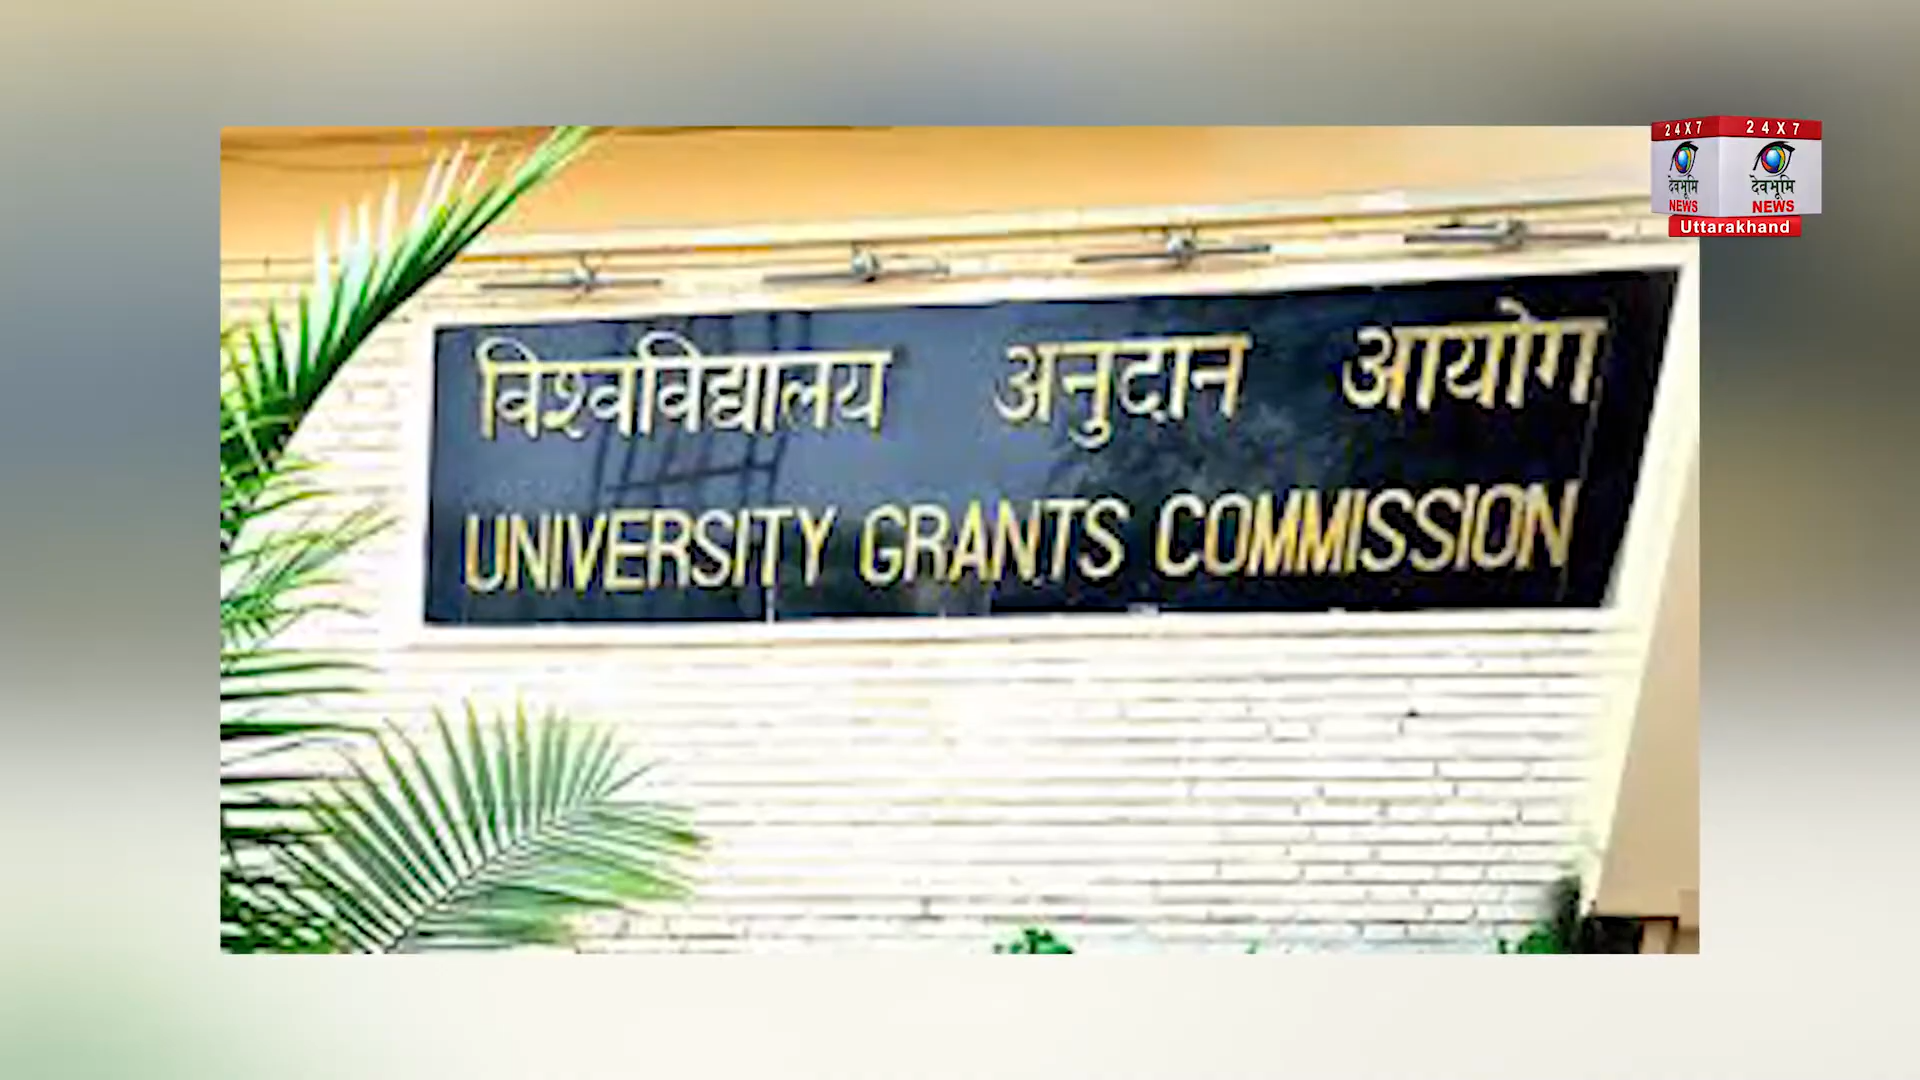 24X7 24X7
देवभूमि देवभूमि
NEWS NEWS
Uttarakhand
विश्वविद्यालय अनुदान आयोग
UNIVERSITY GRANTS COMMISSION